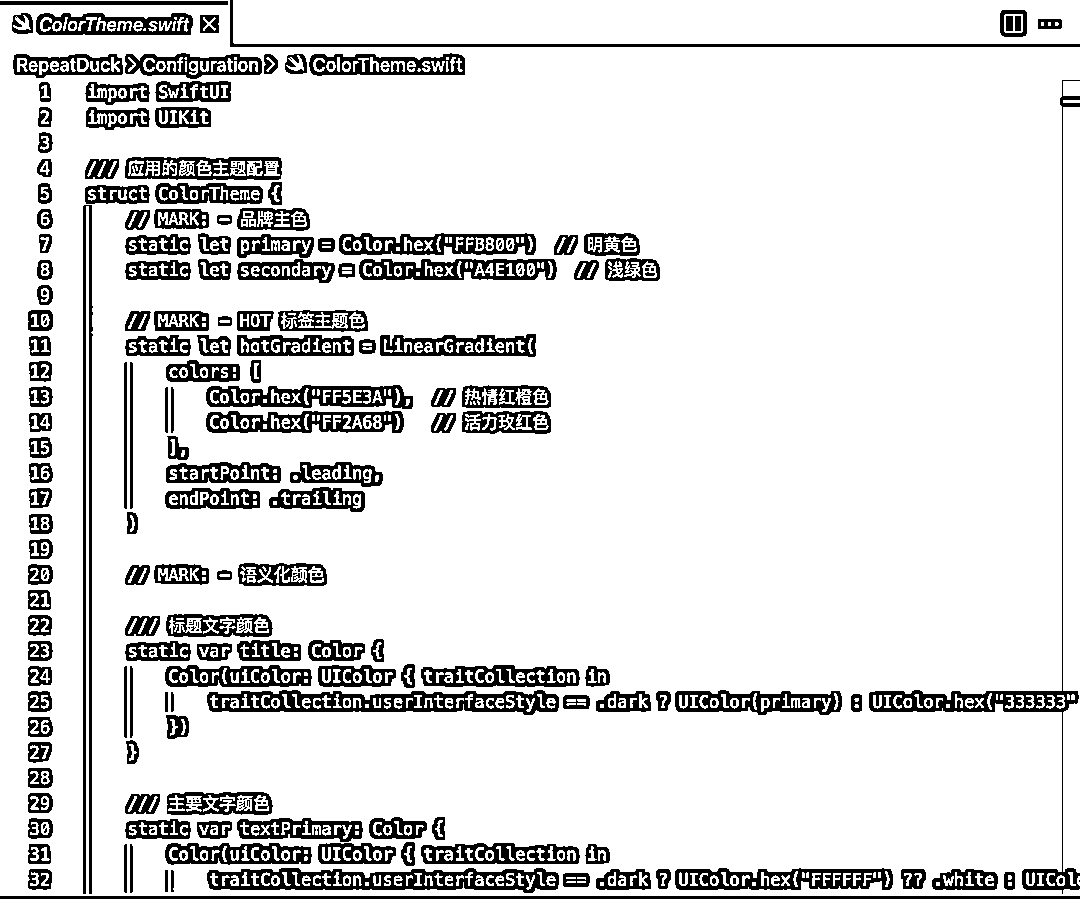 ColorTheme.swift
RepeatDuck > Configuration > ColorTheme.swift
1 import SwiftUI
2 import UIKit
3
4 /// 应用的颜色主题配置
5 struct ColorTheme {
6 // MARK: - 品牌主色
7 static let primary = Color.hex("FFB800") // 明黄色
8 static let secondary = Color.hex("A4E100") // 浅绿色
9
10 // MARK: - HOT 标签主题色
11 static let hotGradient = LinearGradient(
12 colors: [
13 Color.hex("FF5E3A"), // 热情红橙色
14 Color.hex("FF2A68") // 活力玫红色
15 ],
16 startPoint: .leading,
17 endPoint: .trailing
18 )
19
20 // MARK: - 语义化颜色
21
22 /// 标题文字颜色
23 static var title: Color {
24 Color(uiColor: UIColor { traitCollection in
25 traitCollection.userInterfaceStyle == .dark ? UIColor(primary) : UIColor.hex("333333"
26 })
27 }
28
29 /// 主要文字颜色
30 static var textPrimary: Color {
31 Color(uiColor: UIColor { traitCollection in
32 traitCollection.userInterfaceStyle == .dark ? UIColor.hex("FFFFFF") ?? .white : UIColo